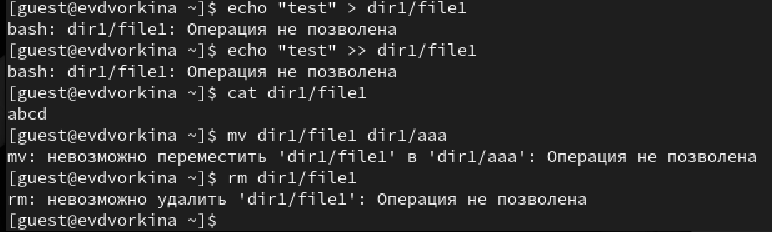 [guest@evdvorkina ~]$ echo "test" > dir1/file1
bash: dir1/file1: Операция не позволена
[guest@evdvorkina ~]$ echo "test" >> dir1/file1
bash: dir1/file1: Операция не позволена
[guest@evdvorkina ~]$ cat dir1/file1
abcd
[guest@evdvorkina ~]$ mv dir1/file1 dir1/aaa
mv: невозможно переместить 'dir1/file1' в 'dir1/aaa': Операция не позволена
[guest@evdvorkina ~]$ rm dir1/file1
rm: невозможно удалить 'dir1/file1': Операция не позволена
[guest@evdvorkina ~]$